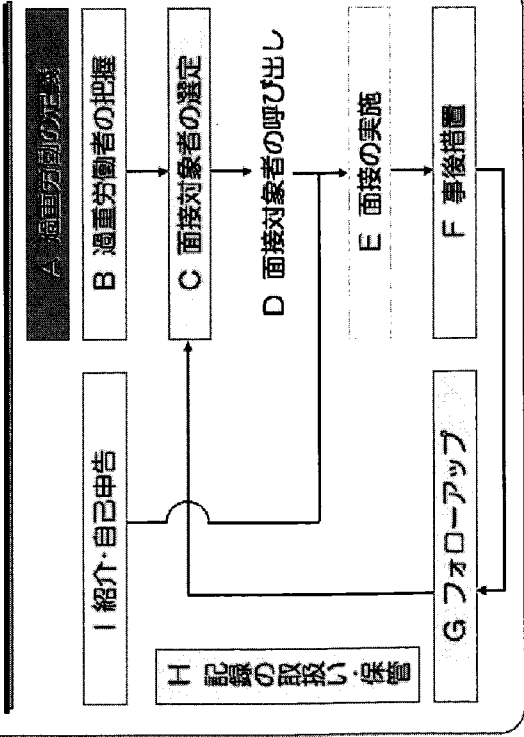 A 過重労働の定義
B 過重労働者の把握
C 面接対象者の選定
D 面接対象者の呼び出し
E 面接の実施
F 事後措置
I 紹介・自己申告
G フォローアップ
H 記録の取扱い・保管